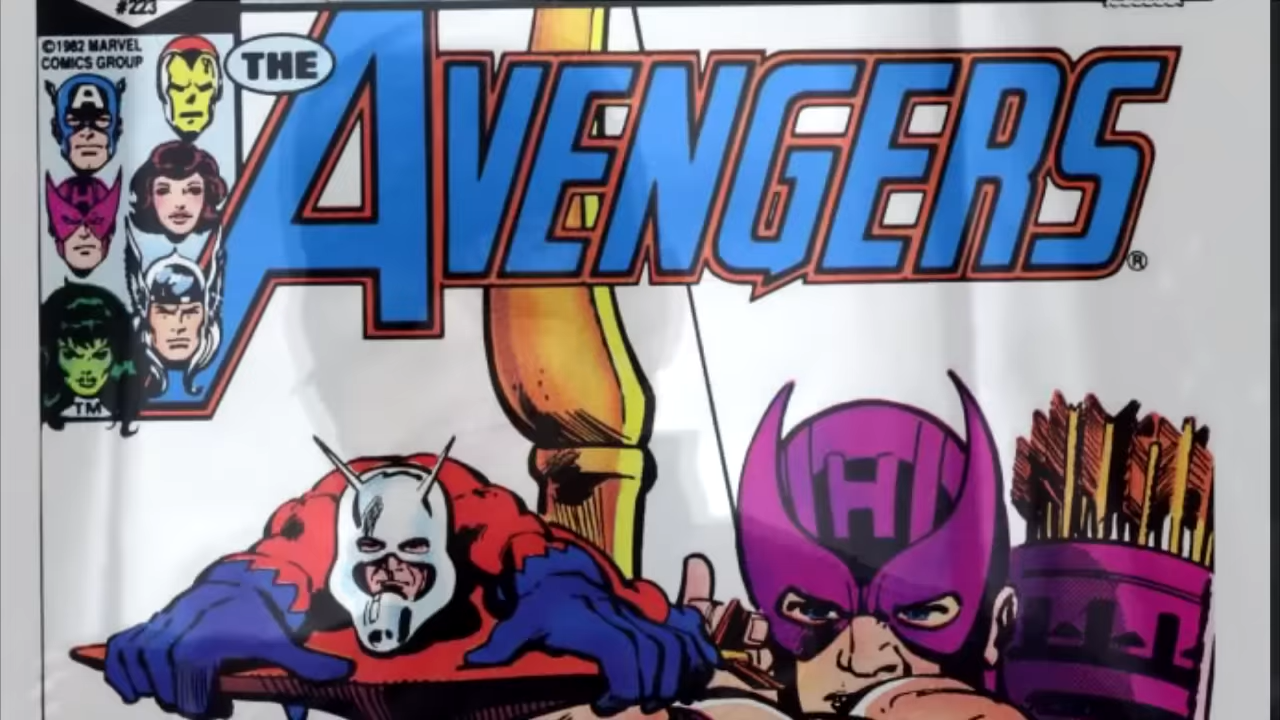 #223
©1982 MARVEL
COMICS GROUP
A
H
TM
THE
AVENGERS®
H